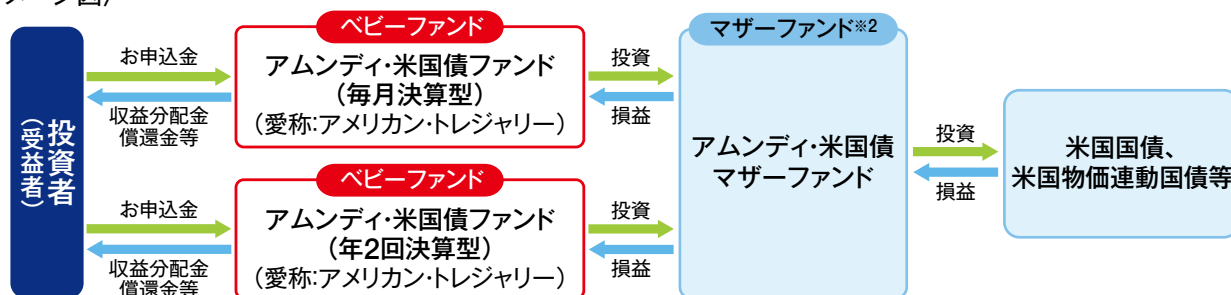 投資者
（受益者）
お申込金
収益分配金
償還金等
ベビーファンド
アムンディ・米国債ファンド
（毎月決算型）
（愛称：アメリカン・トレジャリー）
投資
損益
お申込金
収益分配金
償還金等
ベビーファンド
アムンディ・米国債ファンド
（年2回決算型）
（愛称：アメリカン・トレジャリー）
投資
損益
マザーファンド※2
アムンディ・米国債
マザーファンド
投資
損益
米国国債、
米国物価連動国債等